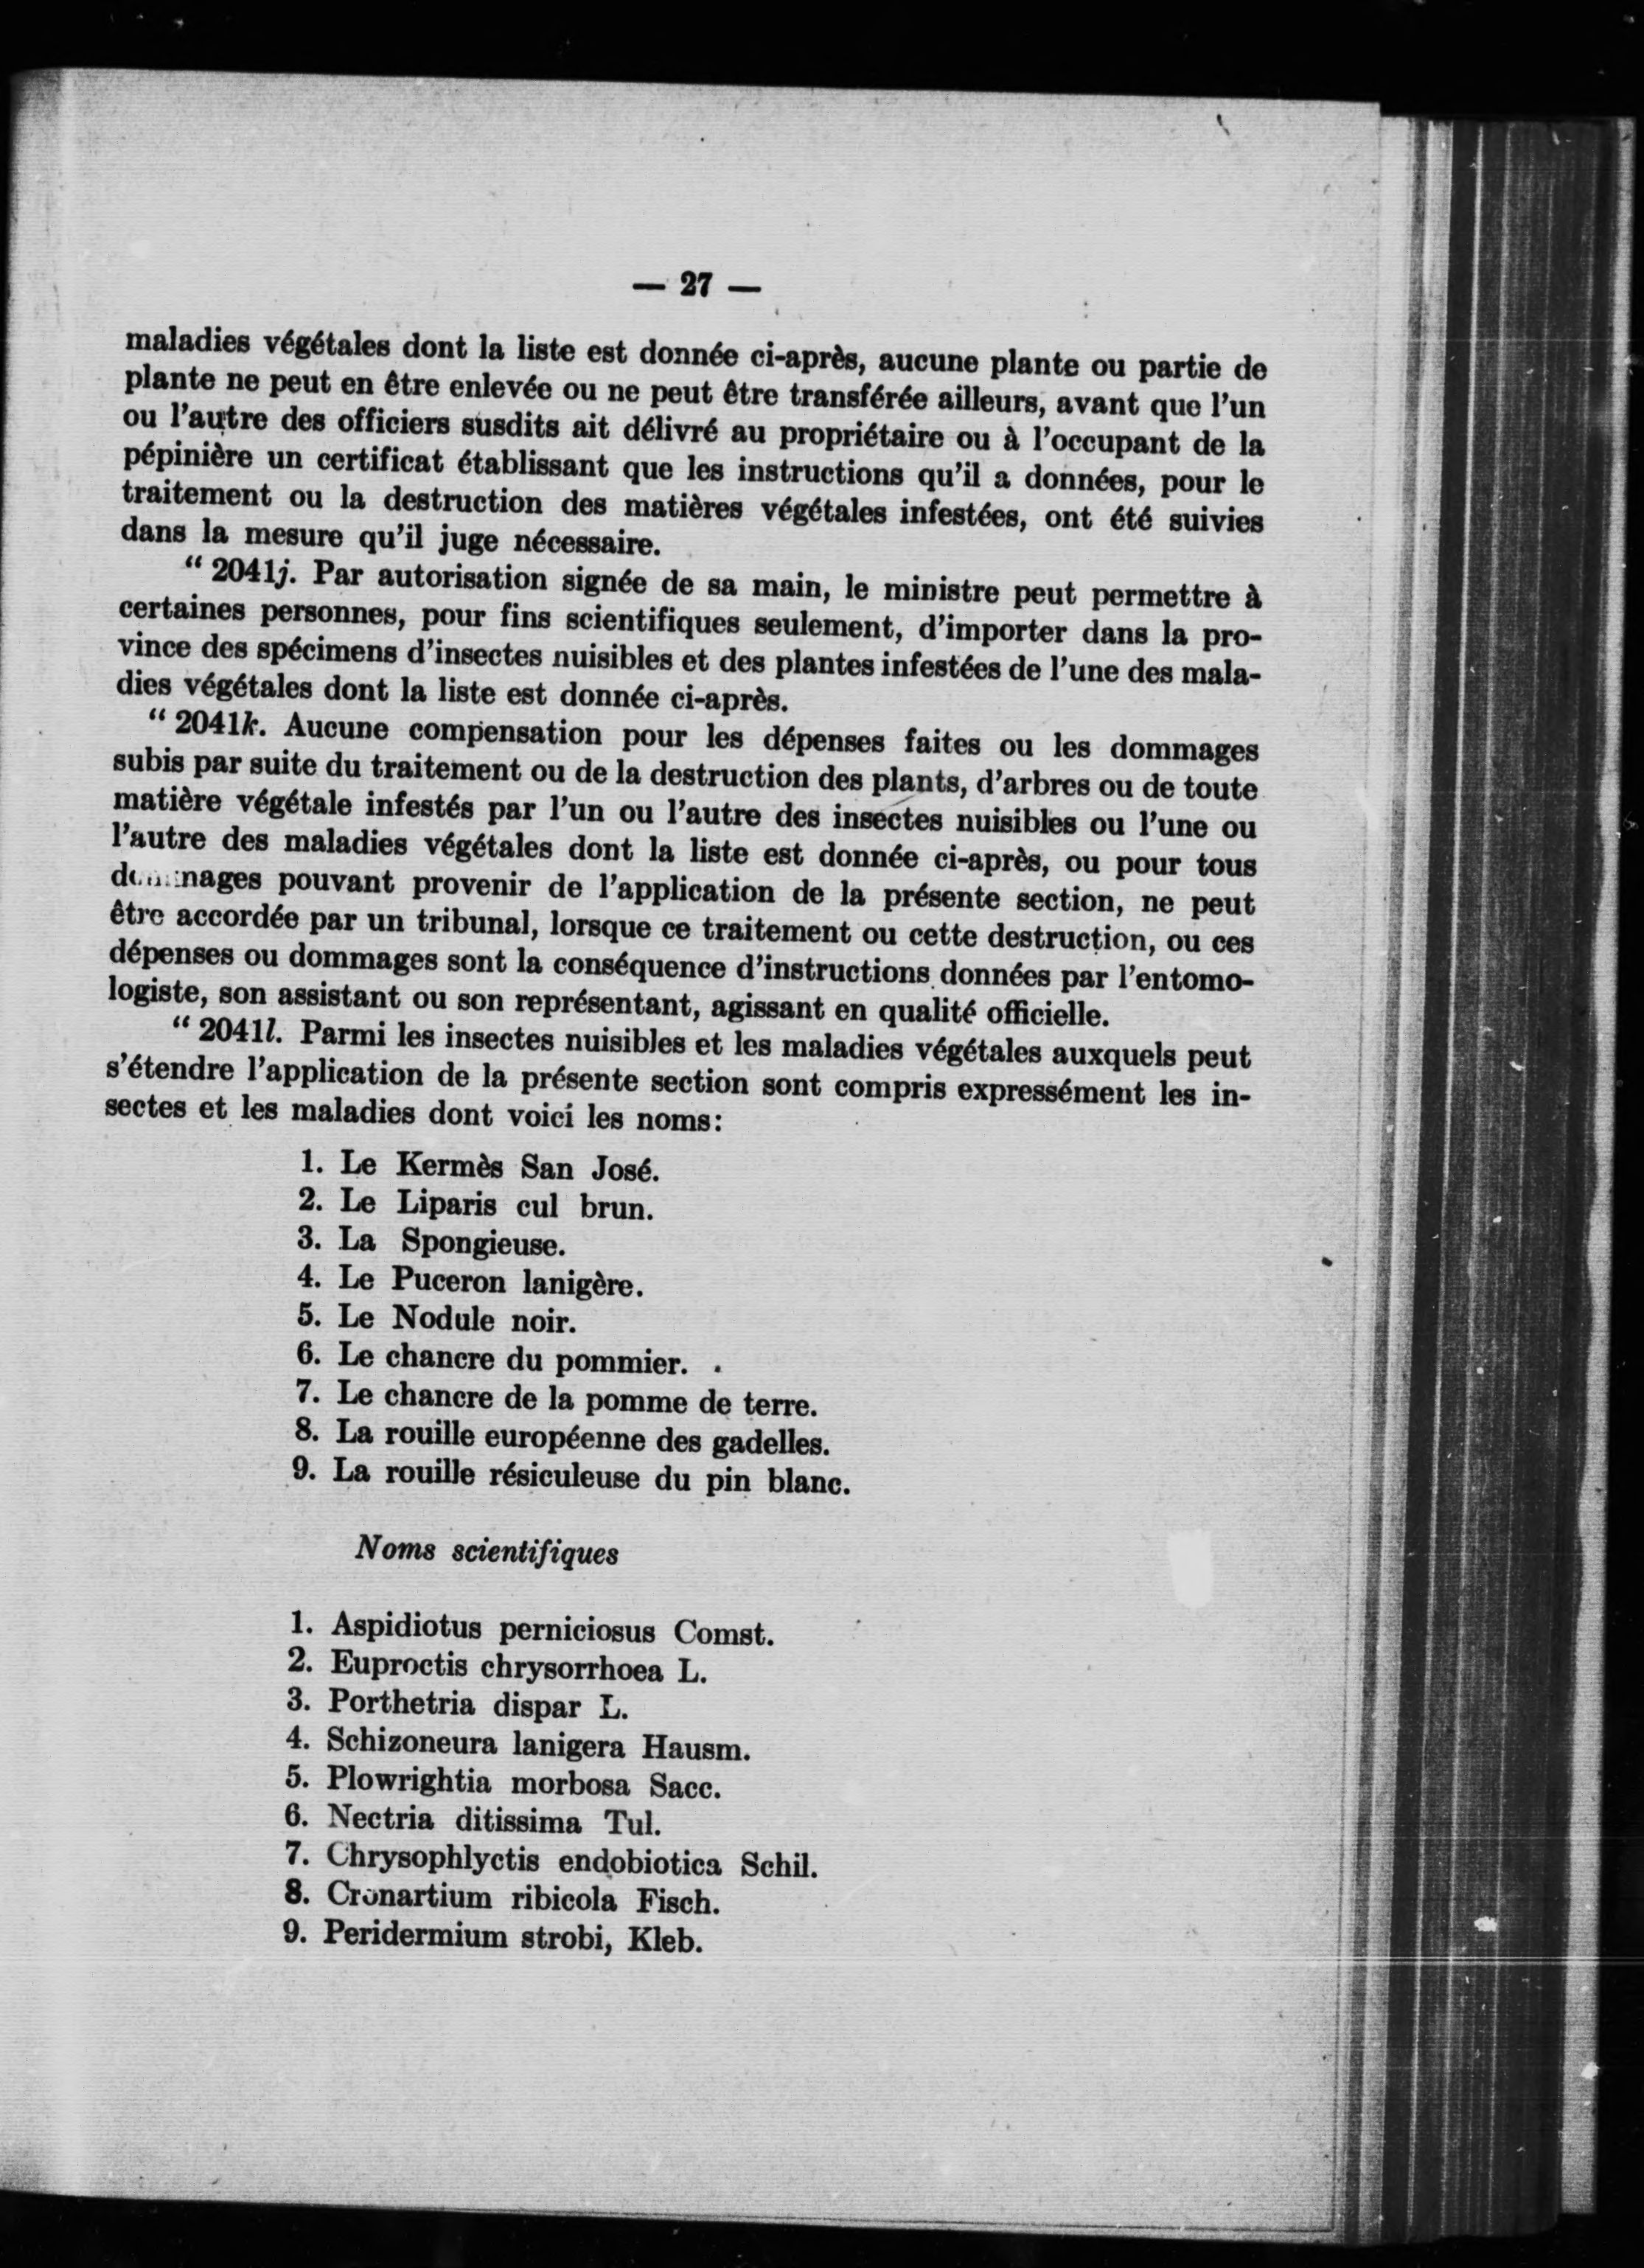 — 27 —
maladies végétales dont la liste est donnée ci-après, aucune plante ou partie de
plante ne peut en être enlevée ou ne peut être transférée ailleurs, avant que l'un
ou l'autre des officiers susdits ait délivré au propriétaire ou à l'occupant de la
pépinière un certificat établissant que les instructions qu'il a données, pour le
traitement ou la destruction des matières végétales infestées, ont été suivies
dans la mesure qu'il juge nécessaire.
“ 2041j. Par autorisation signée de sa main, le ministre peut permettre à
certaines personnes, pour fins scientifiques seulement, d'importer dans la pro-
vince des spécimens d'insectes nuisibles et des plantes infestées de l'une des mala-
dies végétales dont la liste est donnée ci-après.
“ 2041k. Aucune compensation pour les dépenses faites ou les dommages
subis par suite du traitement ou de la destruction des plants, d'arbres ou de toute
matière végétale infestés par l'un ou l'autre des insectes nuisibles ou l'une ou
l'autre des maladies végétales dont la liste est donnée ci-après, ou pour tous
dommages pouvant provenir de l'application de la présente section, ne peut
être accordée par un tribunal, lorsque ce traitement ou cette destruction, ou ces
dépenses ou dommages sont la conséquence d'instructions données par l'entomo-
logiste, son assistant ou son représentant, agissant en qualité officielle.
“ 2041l. Parmi les insectes nuisibles et les maladies végétales auxquels peut
s'étendre l'application de la présente section sont compris expressément les in-
sectes et les maladies dont voici les noms:
1. Le Kermès San José.
2. Le Liparis cul brun.
3. La Spongieuse.
4. Le Puceron lanigère.
5. Le Nodule noir.
6. Le chancre du pommier.
7. Le chancre de la pomme de terre.
8. La rouille européenne des gadelles.
9. La rouille résiculeuse du pin blanc.
Noms scientifiques
1. Aspidiotus perniciosus Comst.
2. Euproctis chrysorrhoea L.
3. Porthetria dispar L.
4. Schizoneura lanigera Hausm.
5. Plowrightia morbosa Sacc.
6. Nectria ditissima Tul.
7. Chrysophlyctis endobiotica Schil.
8. Cronartium ribicola Fisch.
9. Peridermium strobi, Kleb.